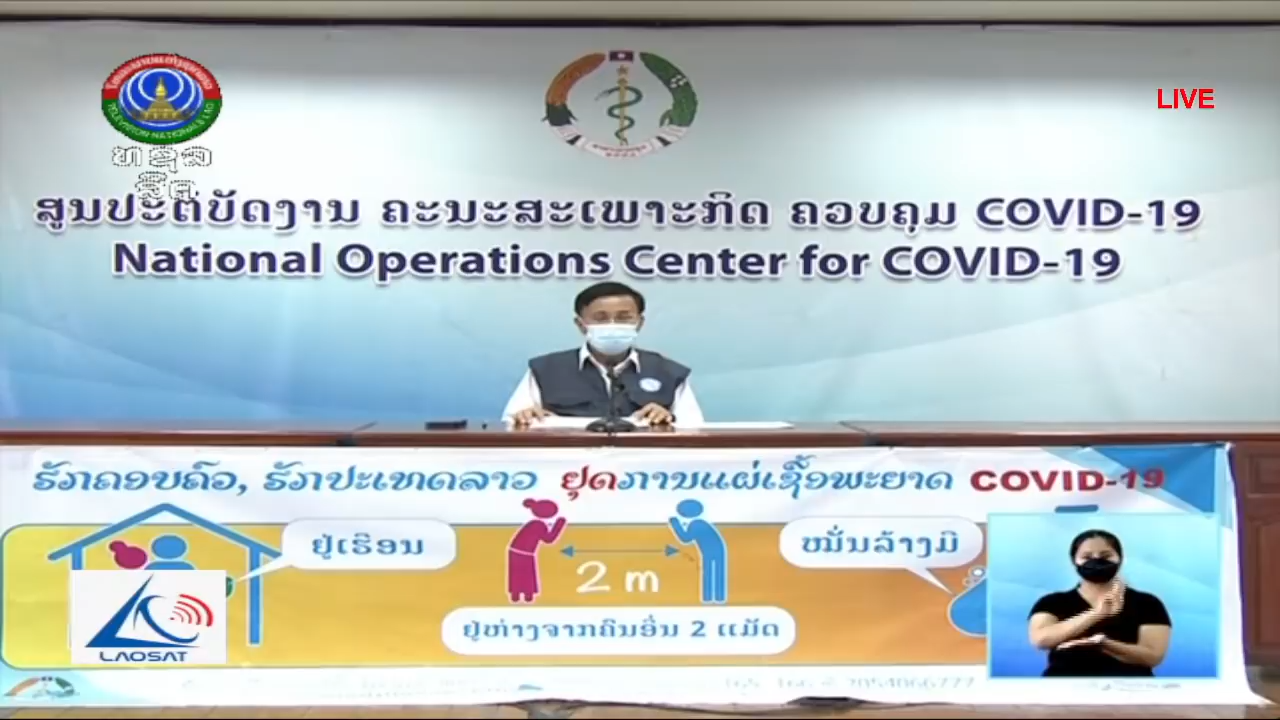 LIVE
TELEVISION NATIONALE LAO
ສູນປະຕິບັດງານ ຄະນະສະເພາະກິດ ຄວບຄຸມ COVID-19
National Operations Center for COVID-19
ຮັກຄອບຄົວ, ຮັກປະເທດລາວ ຢຸດການແຜ່ເຊື້ອພະຍາດ COVID-19
ຢູ່ເຮືອນ
ໝັ່ນລ້າງມື
2 m
ຢູ່ຫ່າງຈາກຄົນອື່ນ 2 ແມັດ
LAOSAT